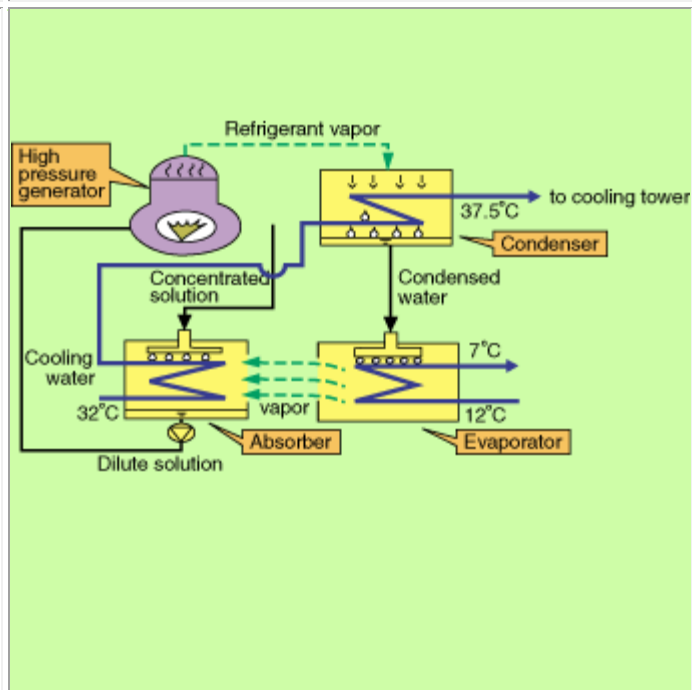 Refrigerant vapor
High
pressure
generator
to cooling tower
37.5°C
Condenser
Concentrated
solution
Condensed
water
Cooling
water
7°C
32°C
vapor
12°C
Absorber
Evaporator
Dilute solution